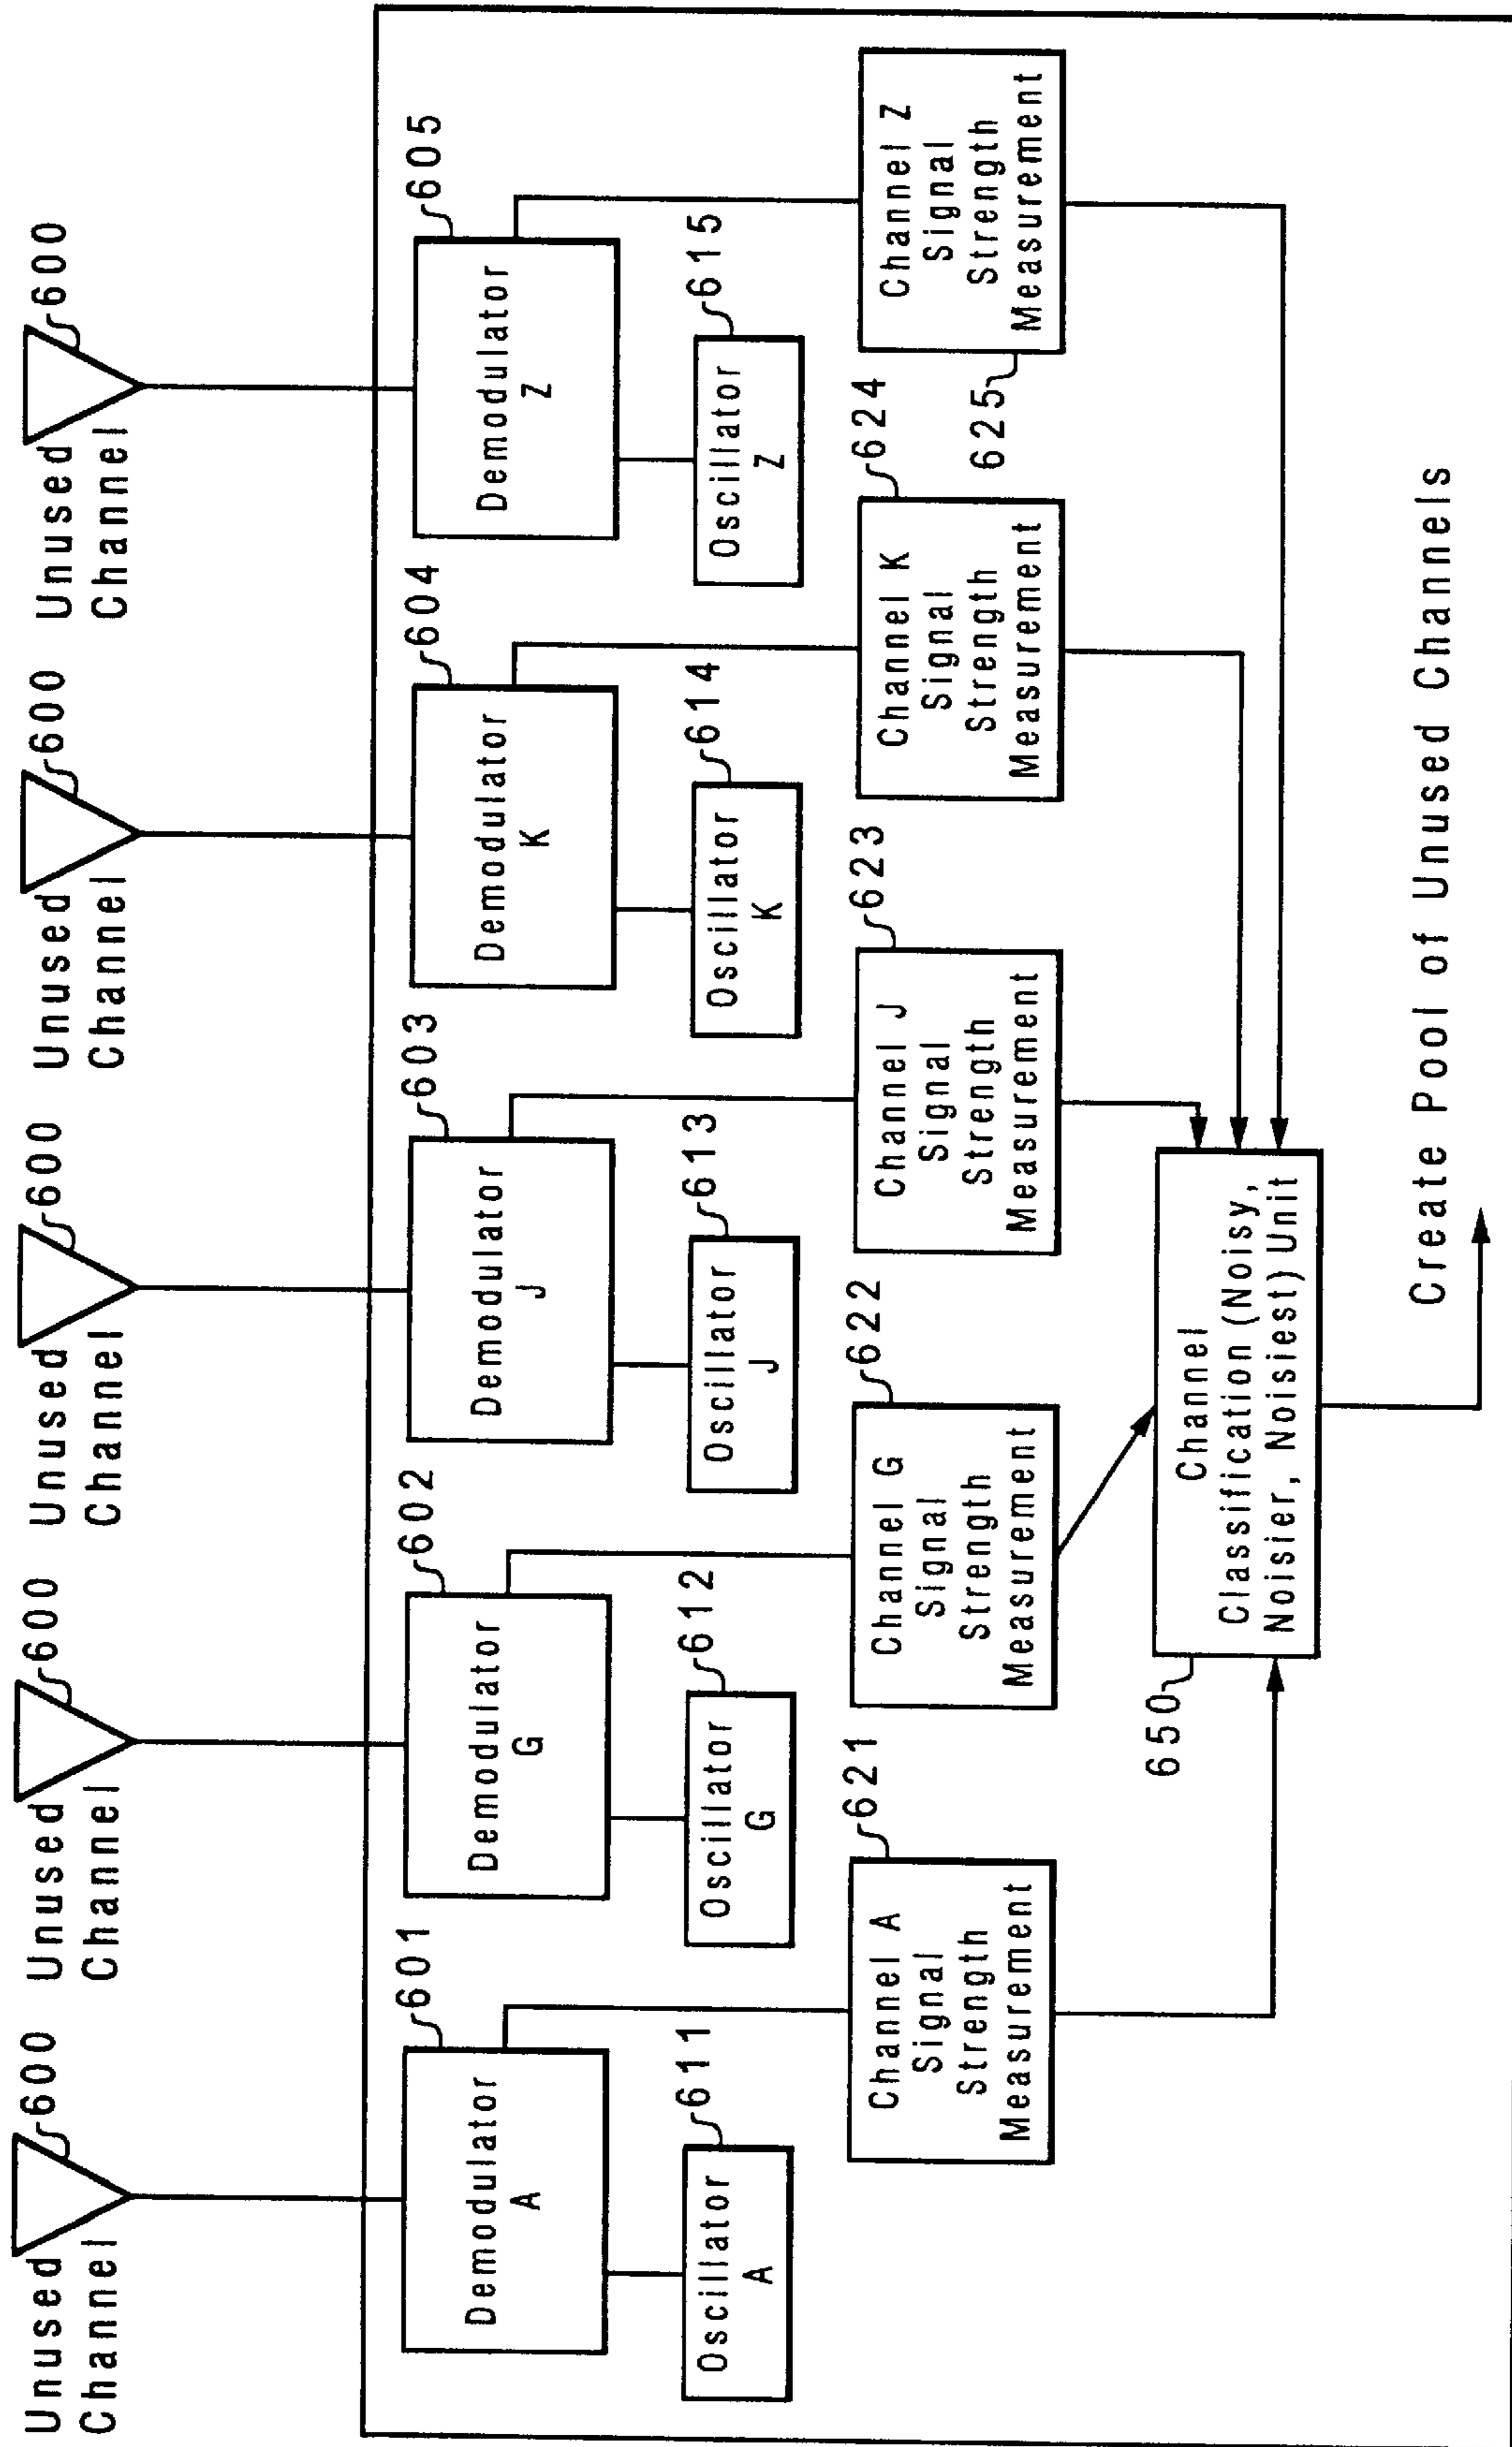 Unused
Channel
600
Unused
Channel
600
Unused
Channel
600
Unused
Channel
600
Unused
Channel
600
601
Demodulator
A
602
Demodulator
G
603
Demodulator
J
604
Demodulator
K
605
Demodulator
Z
611
Oscillator
A
612
Oscillator
G
613
Oscillator
J
614
Oscillator
K
615
Oscillator
Z
621
Channel A
Signal
Strength
Measurement
622
Channel G
Signal
Strength
Measurement
623
Channel J
Signal
Strength
Measurement
624
Channel K
Signal
Strength
Measurement
625
Channel Z
Signal
Strength
Measurement
650
Channel
Classification (Noisy,
Noisier, Noisiest) Unit
Create Pool of Unused Channels